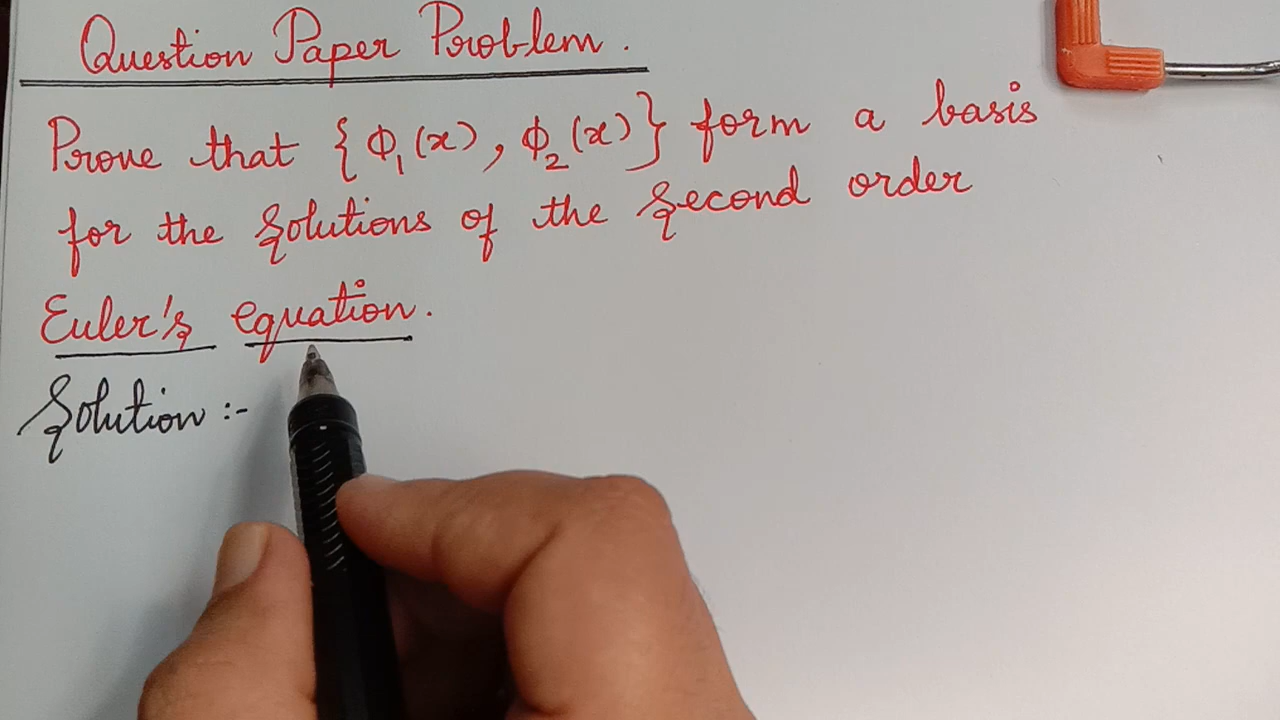 Question Paper Problem.
Prove that {Φ₁(x), Φ₂(x)} form a basis
for the solutions of the second order
Euler's equation.
Solution :-